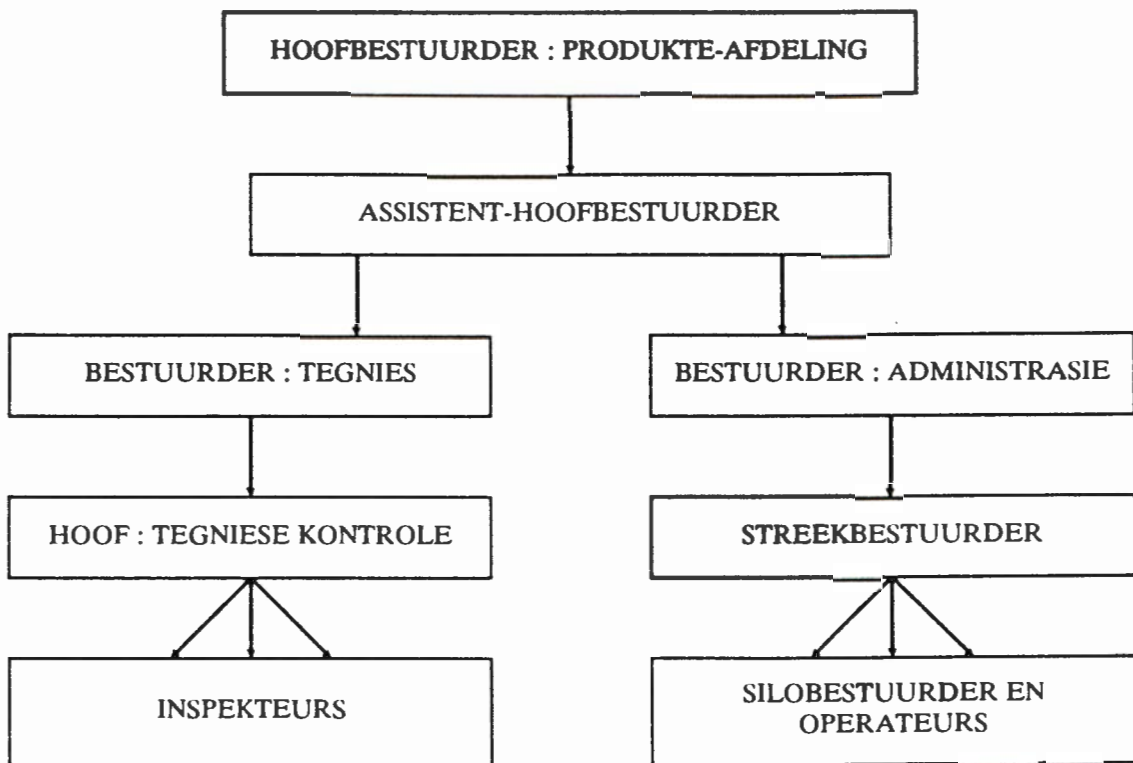 HOOFBESTUURDER : PRODUKTE-AFDELING
ASSISTENT-HOOFBESTUURDER
BESTUURDER : TEGNIES
BESTUURDER : ADMINISTRASIE
HOOF : TEGNIESE KONTROLE
STREEKBESTUURDER
INSPEKTEURS
SILOBESTUURDER EN
OPERATEURS